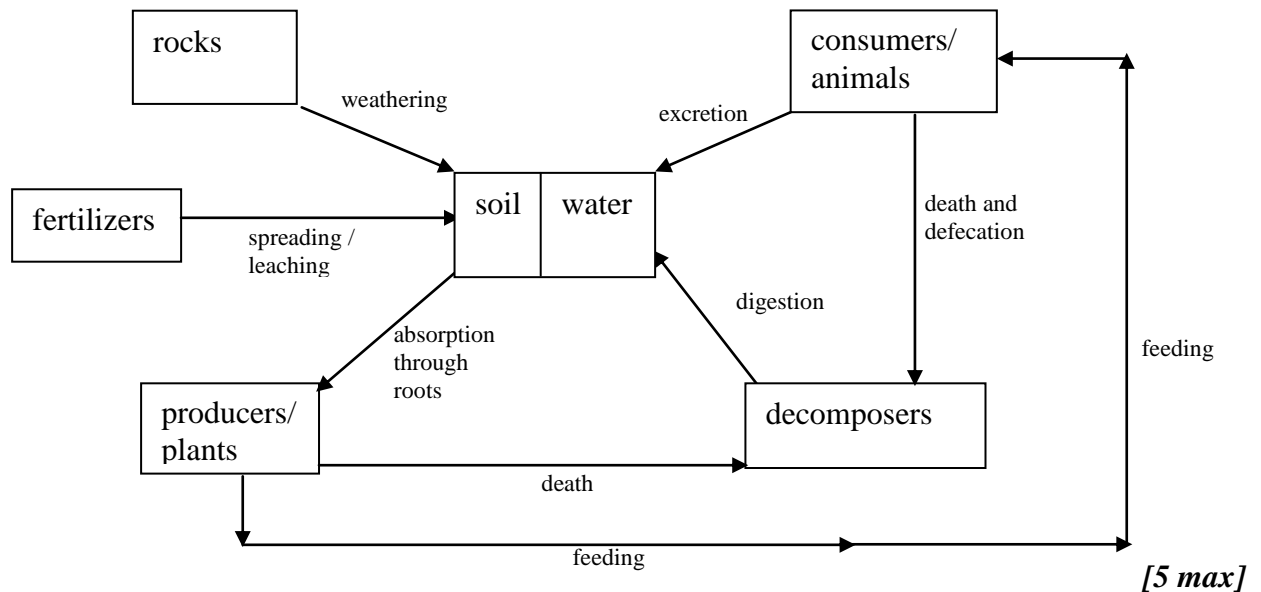 rocks
consumers/
animals
weathering
excretion
soil
water
death and
defecation
fertilizers
spreading /
leaching
digestion
absorption
through
roots
feeding
producers/
plants
decomposers
death
feeding
[5 max]